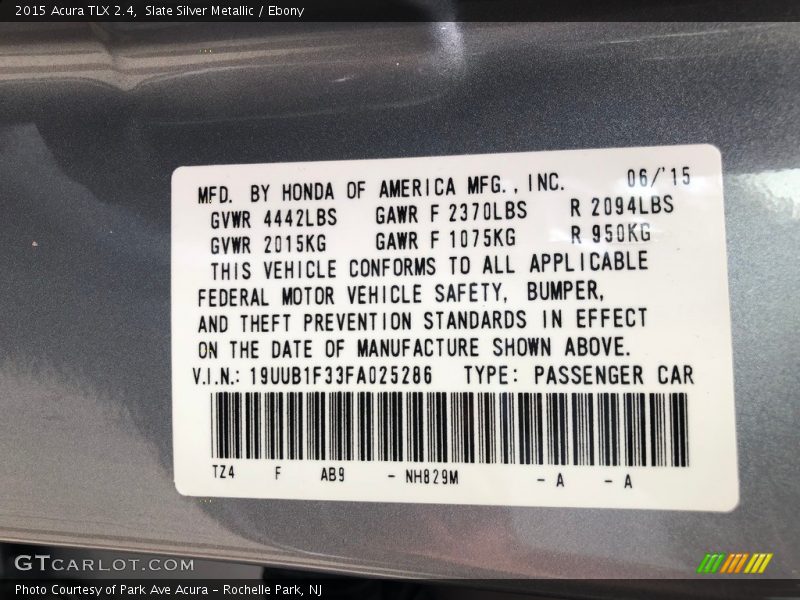 2015 Acura TLX 2.4, Slate Silver Metallic / Ebony
MFD. BY HONDA OF AMERICA MFG., INC. 06/'15
GVWR 4442LBS GAWR F 2370LBS R 2094LBS
GVWR 2015KG GAWR F 1075KG R 950KG
THIS VEHICLE CONFORMS TO ALL APPLICABLE
FEDERAL MOTOR VEHICLE SAFETY, BUMPER,
AND THEFT PREVENTION STANDARDS IN EFFECT
ON THE DATE OF MANUFACTURE SHOWN ABOVE.
V.I.N.: 19UUB1F33FA025286 TYPE: PASSENGER CAR
TZ4 F AB9 - NH829M - A - A
GTCARLOT.COM
Photo Courtesy of Park Ave Acura - Rochelle Park, NJ